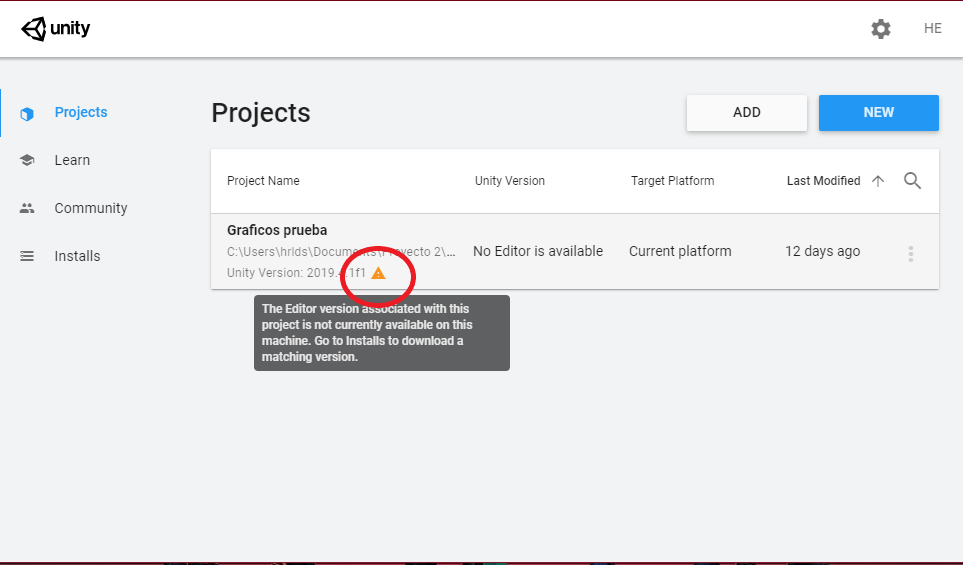 unity
HE
Projects
Learn
Community
Installs
Projects
ADD
NEW
Project Name
Unity Version
Target Platform
Last Modified
Graficos prueba
C:\Users\hrlds\Documents\Proyecto 2\...
Unity Version: 2019.4.1f1
No Editor is available
Current platform
12 days ago
The Editor version associated with this
project is not currently available on this
machine. Go to Installs to download a
matching version.